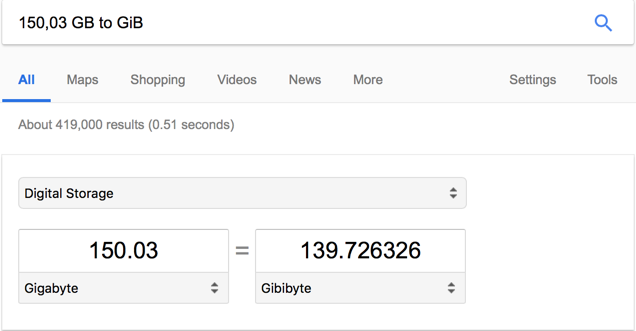 150,03 GB to GiB
All Maps Shopping Videos News More Settings Tools
About 419,000 results (0.51 seconds)
Digital Storage
150.03 = 139.726326
Gigabyte Gibibyte